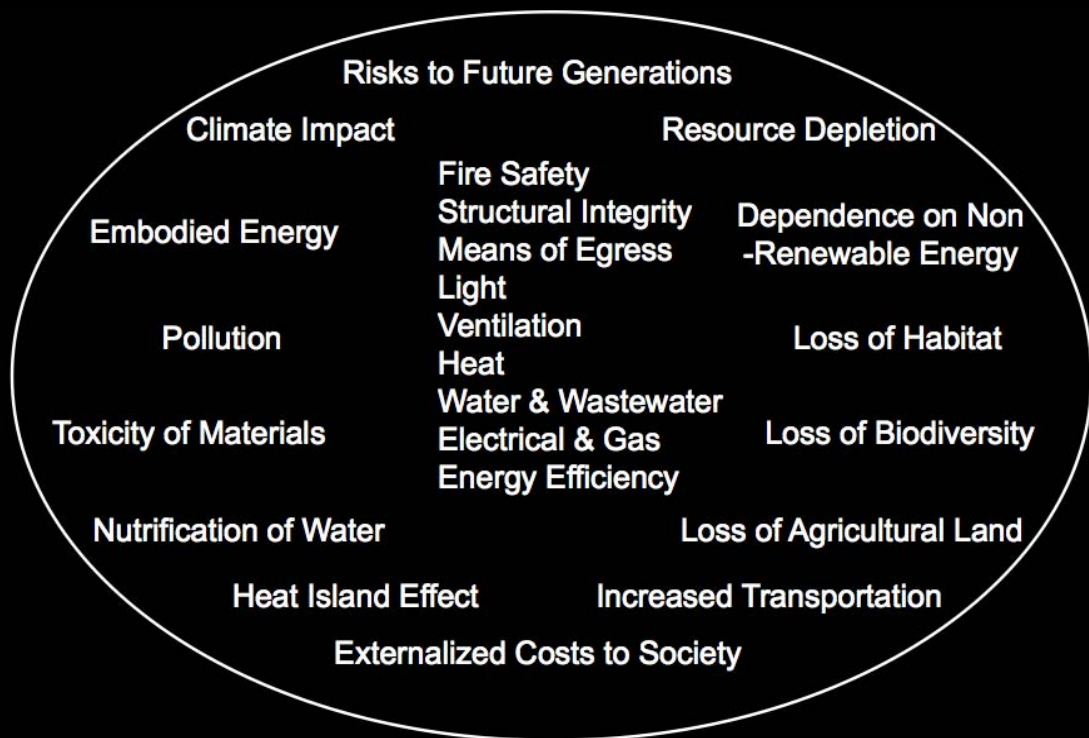 Risks to Future Generations
Climate Impact
Resource Depletion
Fire Safety
Structural Integrity
Means of Egress
Light
Ventilation
Heat
Water & Wastewater
Electrical & Gas
Energy Efficiency
Embodied Energy
Dependence on Non
-Renewable Energy
Pollution
Loss of Habitat
Toxicity of Materials
Loss of Biodiversity
Nutrification of Water
Loss of Agricultural Land
Heat Island Effect
Increased Transportation
Externalized Costs to Society